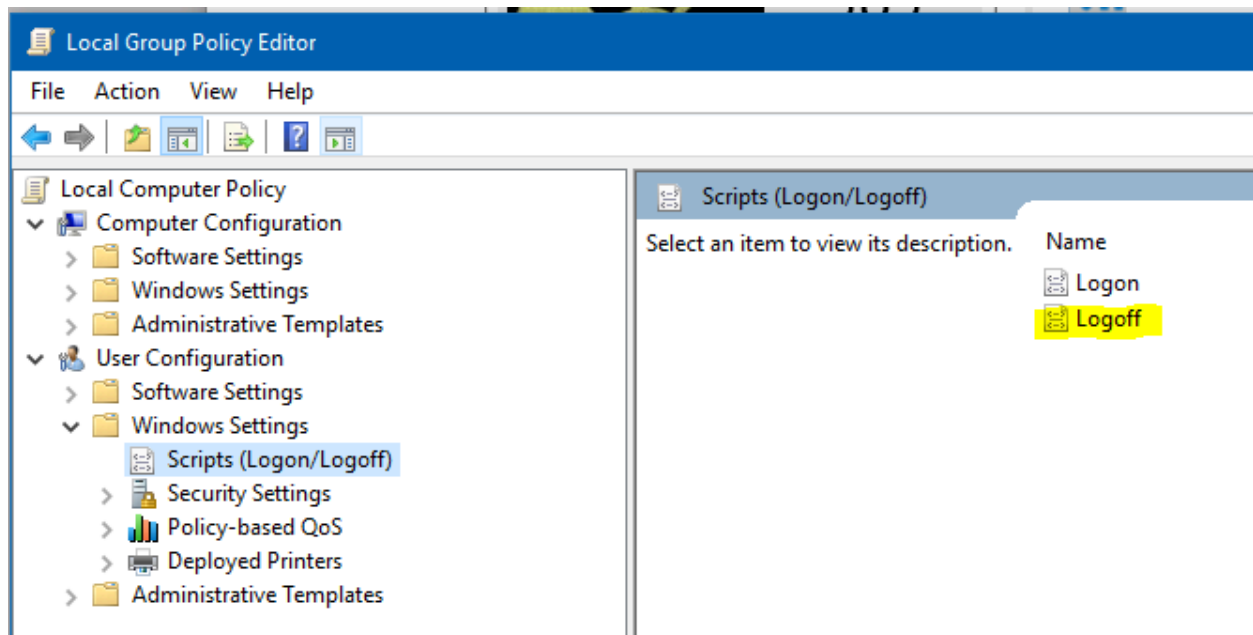 Local Group Policy Editor
File Action View Help
Local Computer Policy
Computer Configuration
Software Settings
Windows Settings
Administrative Templates
User Configuration
Software Settings
Windows Settings
Scripts (Logon/Logoff)
Security Settings
Policy-based QoS
Deployed Printers
Administrative Templates
Scripts (Logon/Logoff)
Select an item to view its description.
Name
Logon
Logoff